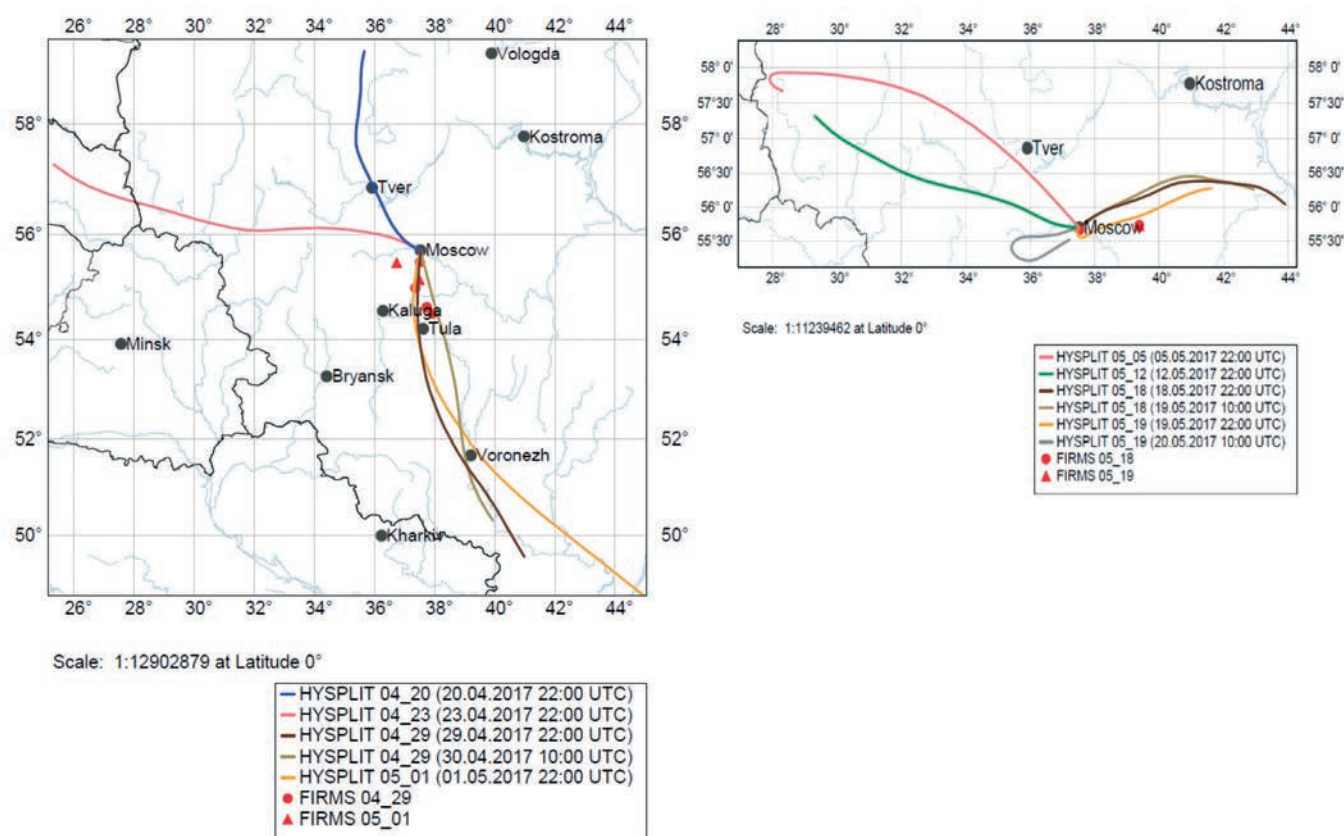 26° 28° 30° 32° 34° 36° 38° 40° 42° 44°
Vologda
58° 58°
Kostroma
Tver
56° 56°
Moscow
Kaluga
54° 54°
Tula
Minsk
Bryansk
52° 52°
Voronezh
50° 50°
Kharkiv
26° 28° 30° 32° 34° 36° 38° 40° 42° 44°
Scale: 1:12902879 at Latitude 0°
HYSPLIT 04_20 (20.04.2017 22:00 UTC)
HYSPLIT 04_23 (23.04.2017 22:00 UTC)
HYSPLIT 04_29 (29.04.2017 22:00 UTC)
HYSPLIT 04_29 (30.04.2017 10:00 UTC)
HYSPLIT 05_01 (01.05.2017 22:00 UTC)
FIRMS 04_29
FIRMS 05_01
28° 30° 32° 34° 36° 38° 40° 42° 44°
58° 0' 58° 0'
Kostroma
57°30' 57°30'
57° 0' 57° 0'
Tver
56°30' 56°30'
56° 0' 56° 0'
Moscow
55°30' 55°30'
28° 30° 32° 34° 36° 38° 40° 42° 44°
Scale: 1:11239462 at Latitude 0°
HYSPLIT 05_05 (05.05.2017 22:00 UTC)
HYSPLIT 05_12 (12.05.2017 22:00 UTC)
HYSPLIT 05_18 (18.05.2017 22:00 UTC)
HYSPLIT 05_18 (19.05.2017 10:00 UTC)
HYSPLIT 05_19 (19.05.2017 22:00 UTC)
HYSPLIT 05_19 (20.05.2017 10:00 UTC)
FIRMS 05_18
FIRMS 05_19